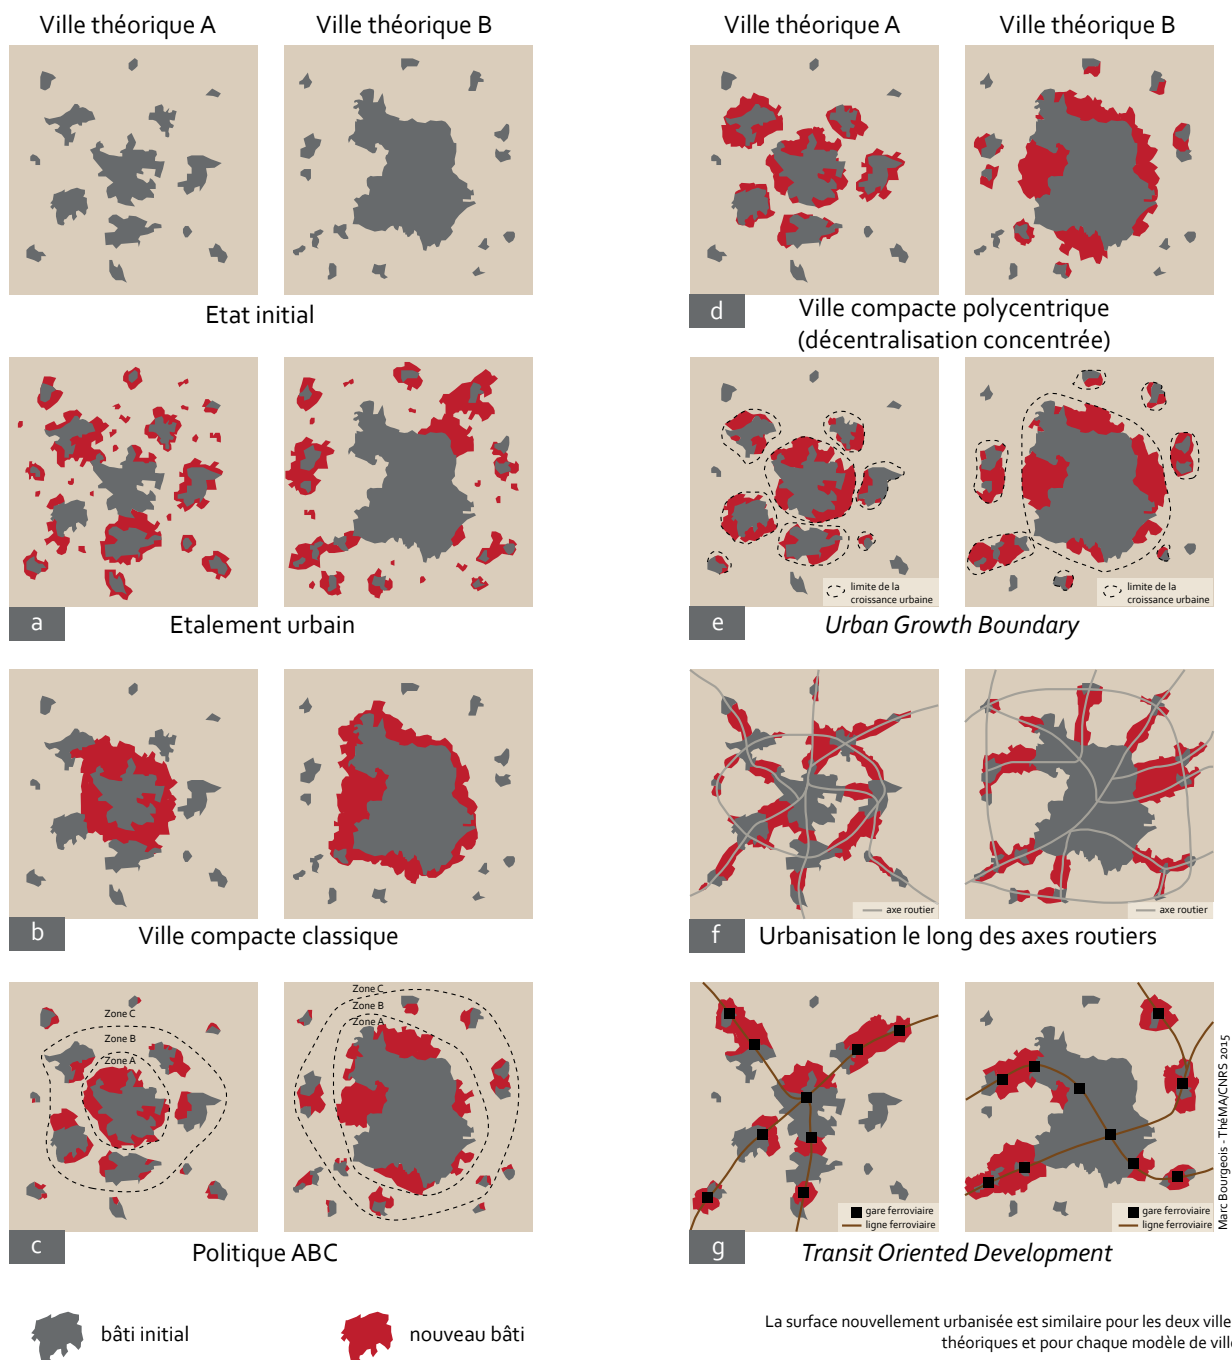 Ville théorique A
Ville théorique B
Etat initial
a
Etalement urbain
b
Ville compacte classique
Zone C
Zone B
Zone A
Zone C
Zone B
Zone A
c
Politique ABC
Ville théorique A
Ville théorique B
d
Ville compacte polycentrique
(décentralisation concentrée)
limite de la
croissance urbaine
limite de la
croissance urbaine
e
Urban Growth Boundary
axe routier
axe routier
f
Urbanisation le long des axes routiers
gare ferroviaire
ligne ferroviaire
gare ferroviaire
ligne ferroviaire
g
Transit Oriented Development
Marc Bourgeois - ThéMA/CNRS 2015
bâti initial
nouveau bâti
La surface nouvellement urbanisée est similaire pour les deux ville
théoriques et pour chaque modèle de vill